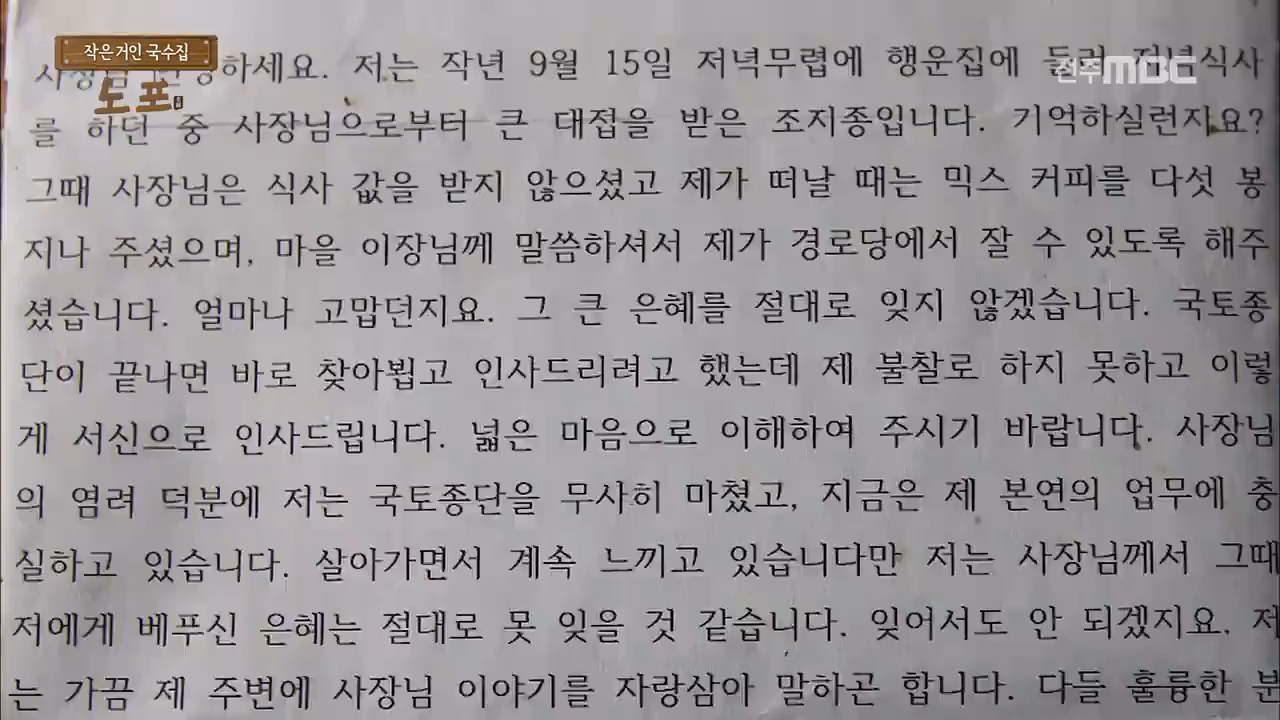 작은거인 국수집
도포
전주MBC
사장님 안녕하세요. 저는 작년 9월 15일 저녁무렵에 행운집에 들러 저녁식사
를 하던 중 사장님으로부터 큰 대접을 받은 조지종입니다. 기억하실런지요?
그때 사장님은 식사 값을 받지 않으셨고 제가 떠날 때는 믹스 커피를 다섯 봉
지나 주셨으며, 마을 이장님께 말씀하셔서 제가 경로당에서 잘 수 있도록 해주
셨습니다. 얼마나 고맙던지요. 그 큰 은혜를 절대로 잊지 않겠습니다. 국토종
단이 끝나면 바로 찾아뵙고 인사드리려고 했는데 제 불찰로 하지 못하고 이렇
게 서신으로 인사드립니다. 넓은 마음으로 이해하여 주시기 바랍니다. 사장님
의 염려 덕분에 저는 국토종단을 무사히 마쳤고, 지금은 제 본연의 업무에 충
실하고 있습니다. 살아가면서 계속 느끼고 있습니다만 저는 사장님께서 그때
저에게 베푸신 은혜는 절대로 못 잊을 것 같습니다. 잊어서도 안 되겠지요. 저
는 가끔 제 주변에 사장님 이야기를 자랑삼아 말하곤 합니다. 다들 훌륭한 분